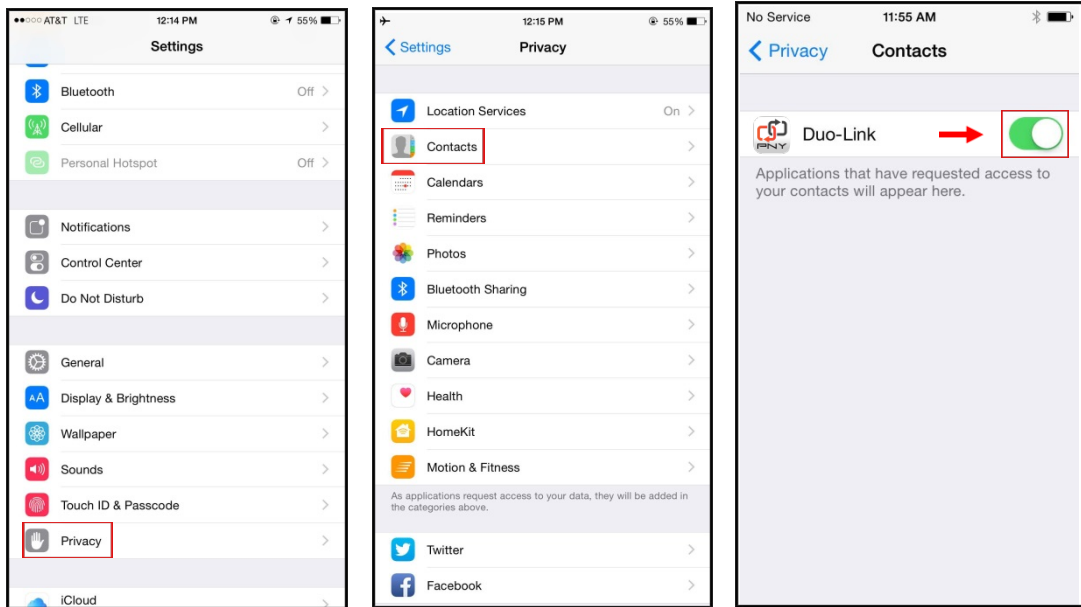 AT&T LTE 12:14 PM 55%
Settings
Bluetooth Off
Cellular
Personal Hotspot Off
Notifications
Control Center
Do Not Disturb
General
AA Display & Brightness
Wallpaper
Sounds
Touch ID & Passcode
Privacy
iCloud
12:15 PM 55%
Settings Privacy
Location Services On
Contacts
Calendars
Reminders
Photos
Bluetooth Sharing
Microphone
Camera
Health
HomeKit
Motion & Fitness
As applications request access to your data, they will be added in
the categories above.
Twitter
Facebook
No Service 11:55 AM
Privacy Contacts
PNY Duo-Link
Applications that have requested access to
your contacts will appear here.